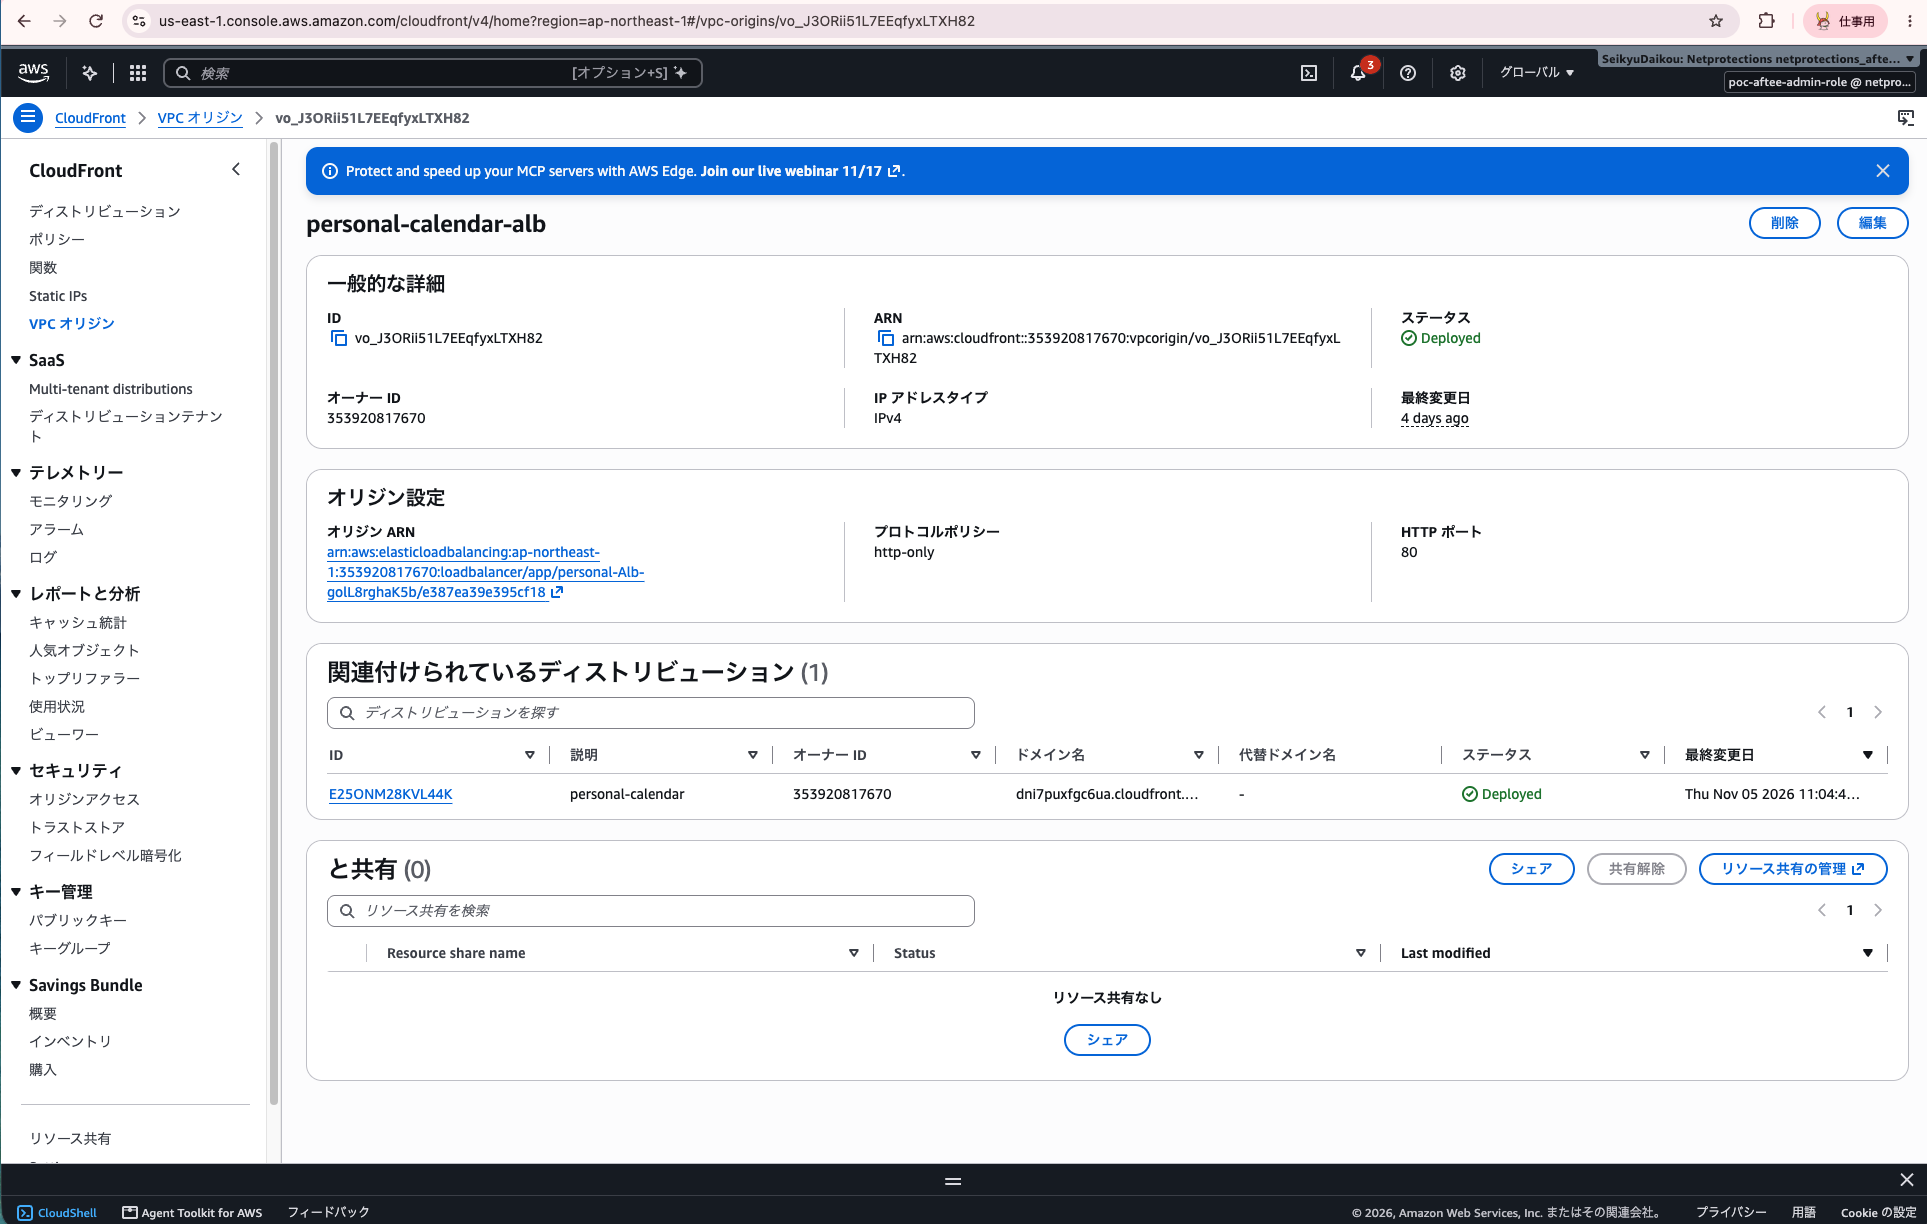 us-east-1.console.aws.amazon.com/cloudfront/v4/home?region=ap-northeast-1#/vpc-origins/vo_J3ORii51L7EEqfyxLTXH82
仕事用
aws
検索
[オプション+S]
3
グローバル
SeikyuDaikou: Netprotections netprotections_afte...
poc-aftee-admin-role @ netpro...
CloudFront
VPC オリジン
vo_J3ORii51L7EEqfyxLTXH82
CloudFront
ディストリビューション
ポリシー
関数
Static IPs
VPC オリジン
SaaS
Multi-tenant distributions
ディストリビューションテナン
ト
テレメトリー
モニタリング
アラーム
ログ
レポートと分析
キャッシュ統計
人気オブジェクト
トップリファラー
使用状況
ビューワー
セキュリティ
オリジンアクセス
トラストストア
フィールドレベル暗号化
キー管理
パブリックキー
キーグループ
Savings Bundle
概要
インベントリ
購入
リソース共有
Protect and speed up your MCP servers with AWS Edge. Join our live webinar 11/17.
personal-calendar-alb
削除
編集
一般的な詳細
ID
vo_J3ORii51L7EEqfyxLTXH82
ARN
arn:aws:cloudfront::353920817670:vpcorigin/vo_J3ORii51L7EEqfyxL
TXH82
ステータス
Deployed
オーナー ID
353920817670
IP アドレスタイプ
IPv4
最終変更日
4 days ago
オリジン設定
オリジン ARN
arn:aws:elasticloadbalancing:ap-northeast-
1:353920817670:loadbalancer/app/personal-Alb-
golL8rghaK5b/e387ea39e395cf18
プロトコルポリシー
http-only
HTTP ポート
80
関連付けられているディストリビューション (1)
ディストリビューションを探す
1
ID
説明
オーナー ID
ドメイン名
代替ドメイン名
ステータス
最終変更日
E25ONM28KVL44K
personal-calendar
353920817670
dni7puxfgc6ua.cloudfront....
-
Deployed
Thu Nov 05 2026 11:04:4...
と共有 (0)
シェア
共有解除
リソース共有の管理
リソース共有を検索
1
Resource share name
Status
Last modified
リソース共有なし
シェア
CloudShell
Agent Toolkit for AWS
フィードバック
© 2026, Amazon Web Services, Inc. またはその関連会社。
プライバシー
用語
Cookie の設定